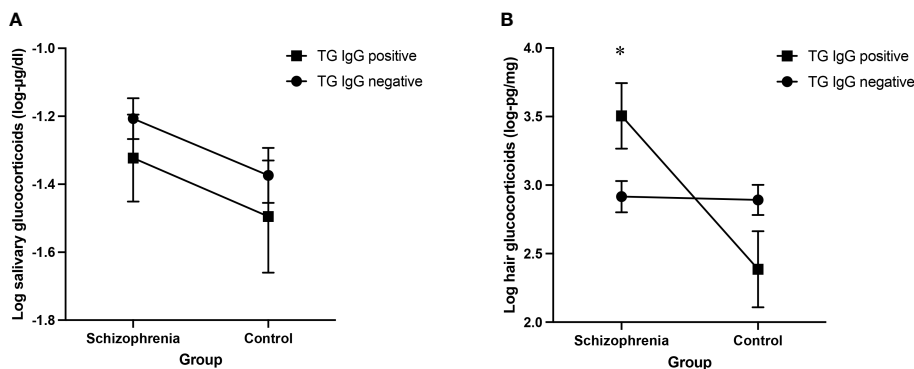 A
Log salivary glucocorticoids (log-µg/dl)
-1.0
-1.2
-1.4
-1.6
-1.8
Schizophrenia Control
Group
TG IgG positive
TG IgG negative
B
Log hair glucocorticoids (log-pg/mg)
4.0
3.5
3.0
2.5
2.0
*
Schizophrenia Control
Group
TG IgG positive
TG IgG negative